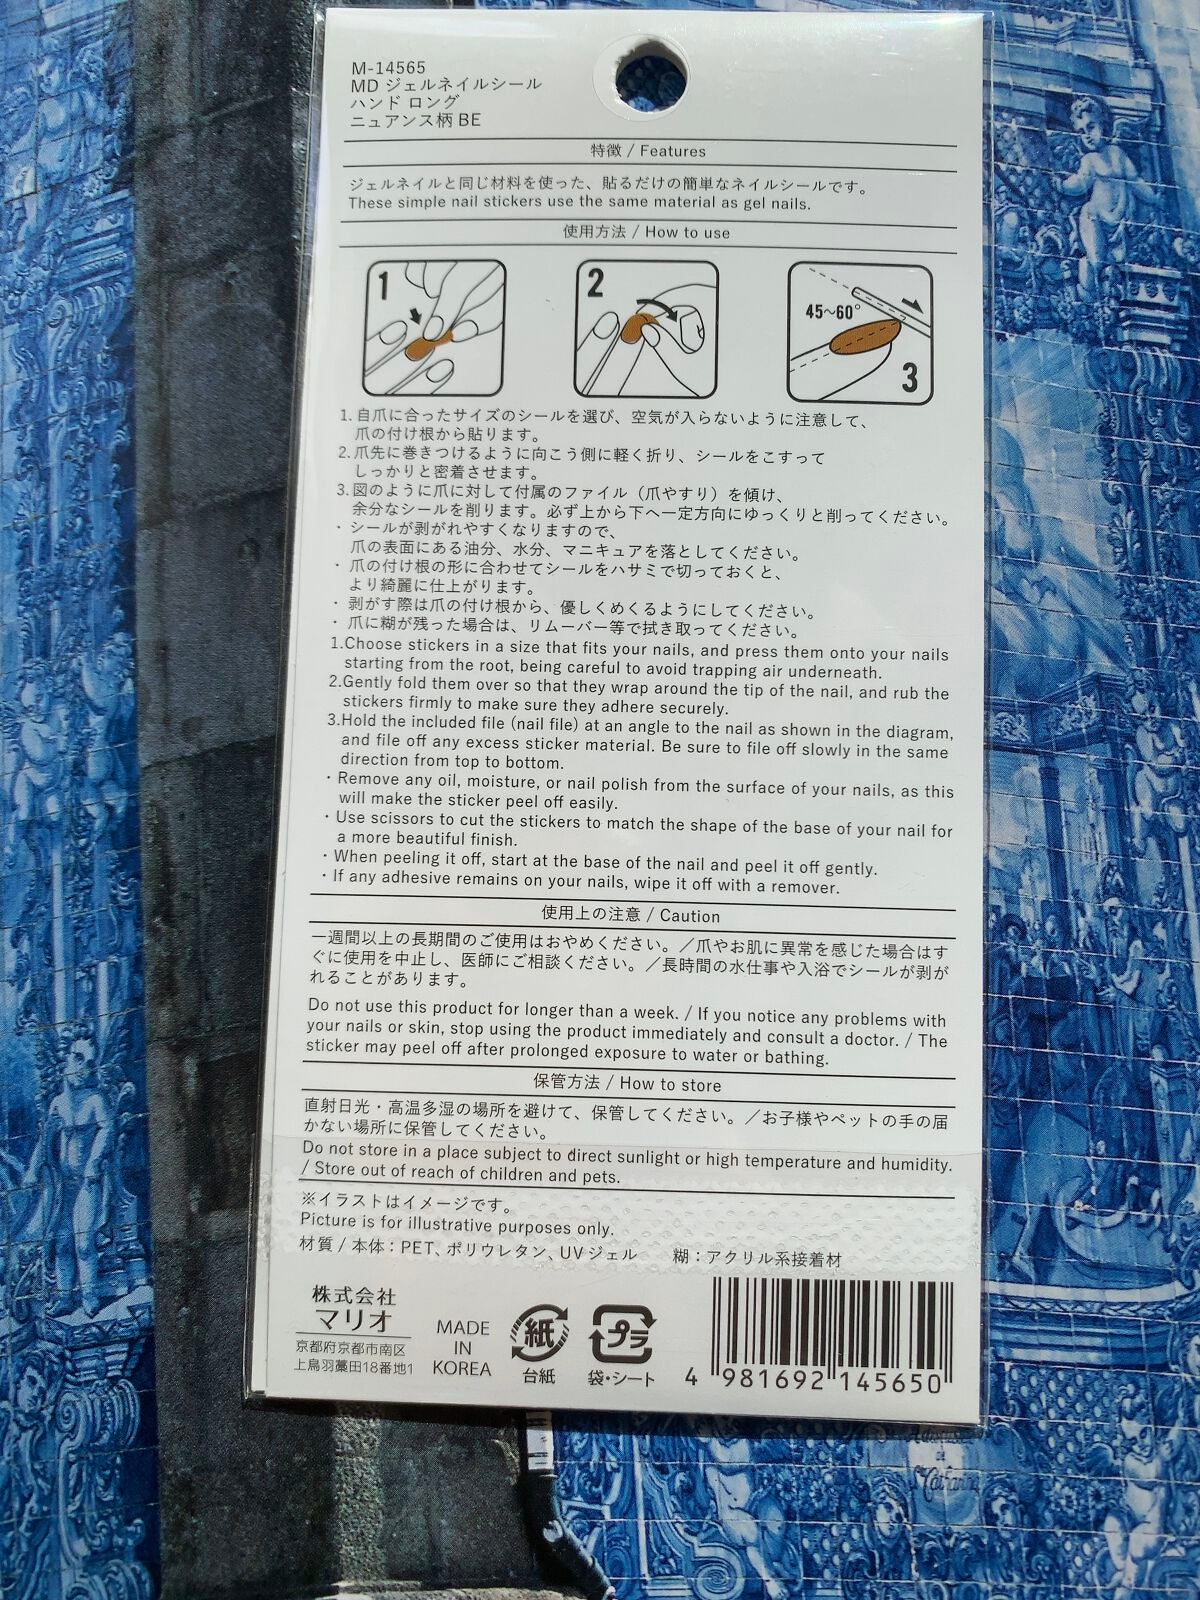 M-14565
MD ジェルネイルシール
ハンド ロング
ニュアンス柄 BE
特徴 / Features
ジェルネイルと同じ材料を使った、貼るだけの簡単なネイルシールです。
These simple nail stickers use the same material as gel nails.
使用方法 / How to use
1
2
45~60°
3
1. 自爪に合ったサイズのシールを選び、空気が入らないように注意して、
爪の付け根から貼ります。
2. 爪先に巻きつけるように向こう側に軽く折り、シールをこすって
しっかりと密着させます。
3. 図のように爪に対して付属のファイル（爪やすり）を傾け、
余分なシールを削ります。必ず上から下へ一定方向にゆっくりと削ってください。
・シールが剥がれやすくなりますので、
爪の表面にある油分、水分、マニキュアを落としてください。
・爪の付け根の形に合わせてシールをハサミで切っておくと、
より綺麗に仕上がります。
・剥がす際は爪の付け根から、優しくめくるようにしてください。
・爪に糊が残った場合は、リムーバー等で拭き取ってください。
1.Choose stickers in a size that fits your nails, and press them onto your nails
starting from the root, being careful to avoid trapping air underneath.
2.Gently fold them over so that they wrap around the tip of the nail, and rub the
stickers firmly to make sure they adhere securely.
3.Hold the included file (nail file) at an angle to the nail as shown in the diagram,
and file off any excess sticker material. Be sure to file off slowly in the same
direction from top to bottom.
・Remove any oil, moisture, or nail polish from the surface of your nails, as this
will make the sticker peel off easily.
・Use scissors to cut the stickers to match the shape of the base of your nail for
a more beautiful finish.
・When peeling it off, start at the base of the nail and peel it off gently.
・If any adhesive remains on your nails, wipe it off with a remover.
使用上の注意 / Caution
一週間以上の長期間のご使用はおやめください。／爪やお肌に異常を感じた場合はす
ぐに使用を中止し、医師にご相談ください。／長時間の水仕事や入浴でシールが剥が
れることがあります。
Do not use this product for longer than a week. / If you notice any problems with
your nails or skin, stop using the product immediately and consult a doctor. / The
sticker may peel off after prolonged exposure to water or bathing.
保管方法 / How to store
直射日光・高温多湿の場所を避けて、保管してください。／お子様やペットの手の届
かない場所に保管してください。
Do not store in a place subject to direct sunlight or high temperature and humidity.
/ Store out of reach of children and pets.
※イラストはイメージです。
Picture is for illustrative purposes only.
材質 / 本体：PET、ポリウレタン、UVジェル　糊：アクリル系接着材
株式会社
マリオ
京都府京都市南区
上鳥羽藁田18番地1
MADE
IN
KOREA
紙
台紙
プラ
袋・シート
4 981692 145650